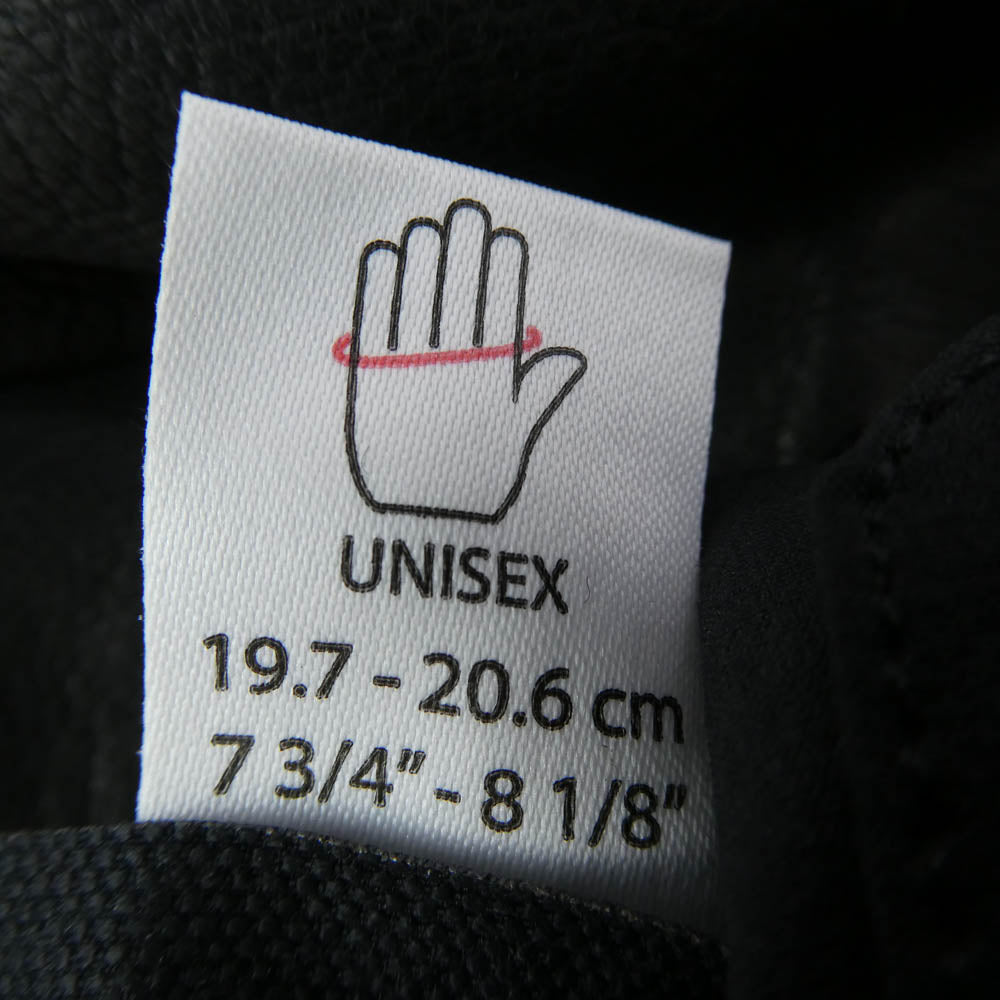 UNISEX
19.7 - 20.6 cm
7 3/4" - 8 1/8"